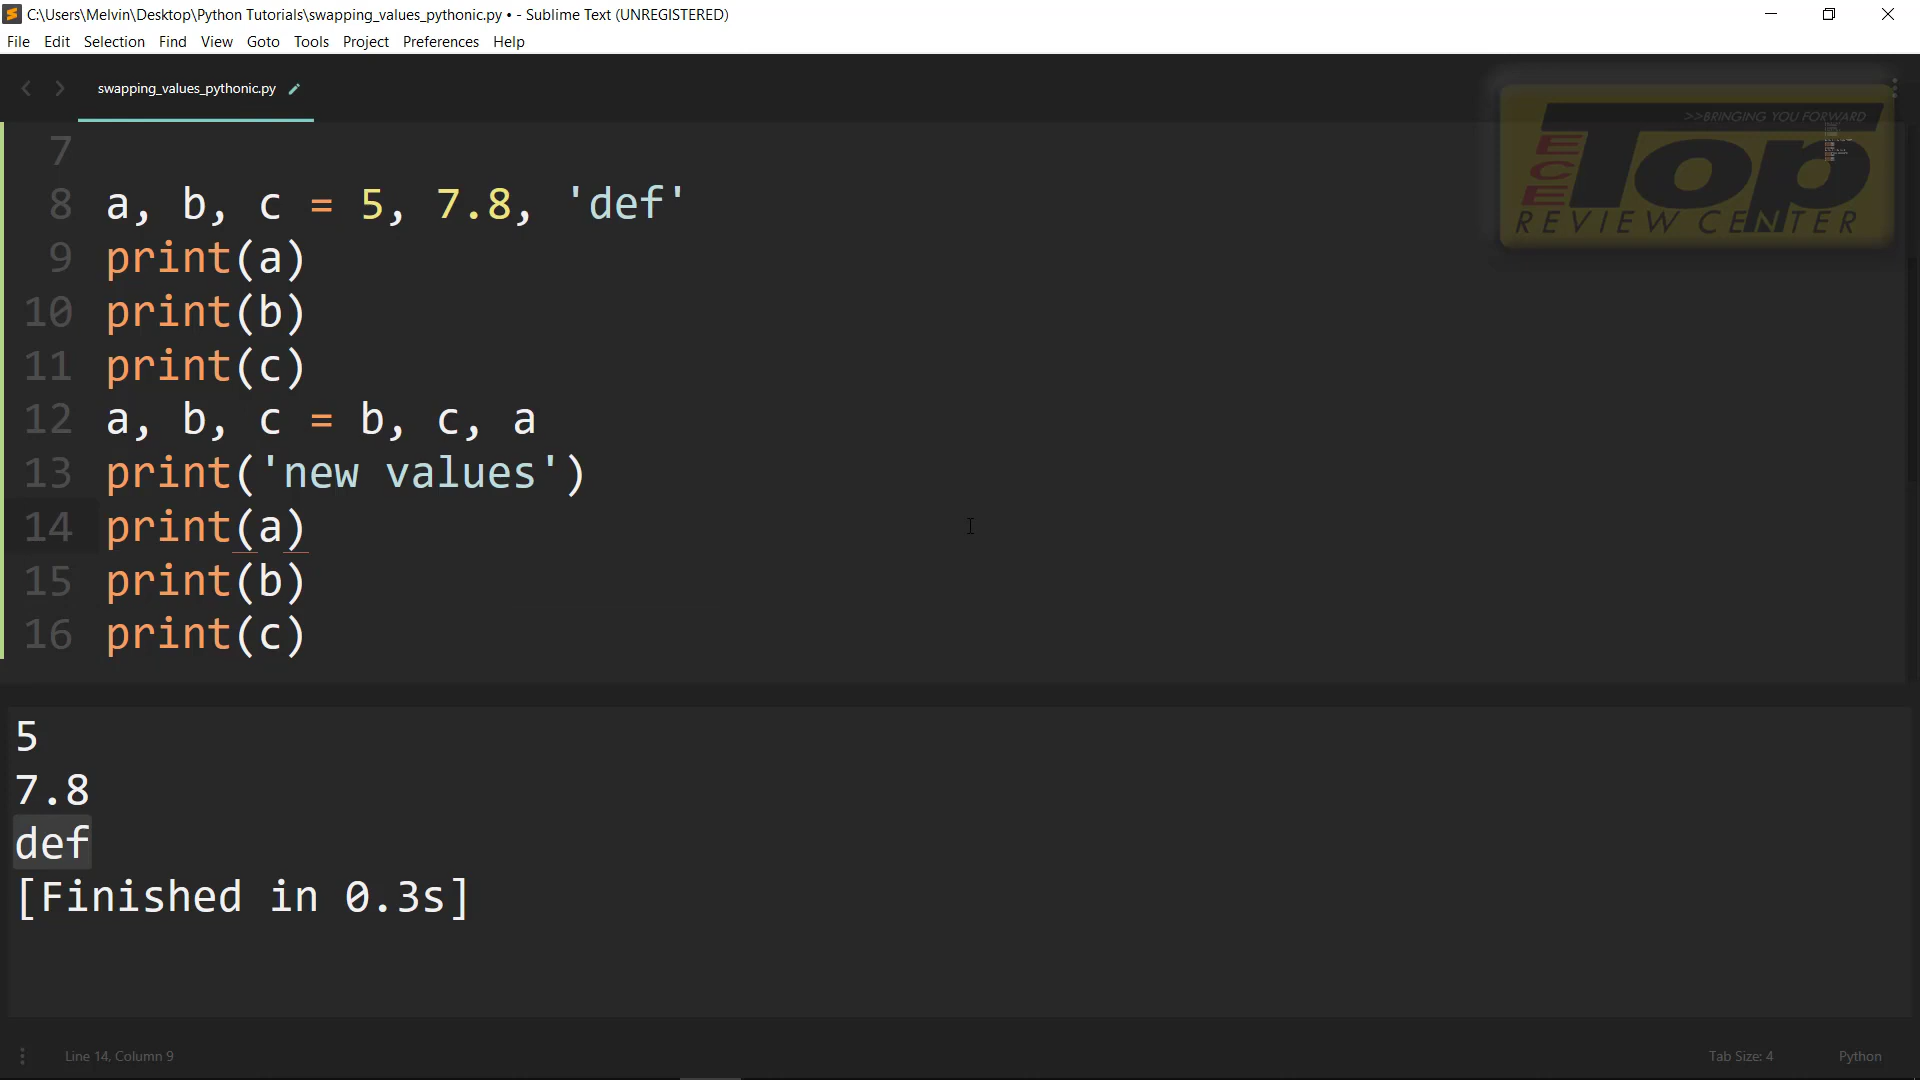 C:\Users\Melvin\Desktop\Python Tutorials\swapping_values_pythonic.py • - Sublime Text (UNREGISTERED)
File Edit Selection Find View Goto Tools Project Preferences Help
swapping_values_pythonic.py
>>BRINGING YOU FORWARD
ECE Top
REVIEW CENTER
7
8 a, b, c = 5, 7.8, 'def'
9 print(a)
10 print(b)
11 print(c)
12 a, b, c = b, c, a
13 print('new values')
14 print(a)
15 print(b)
16 print(c)
5
7.8
def
[Finished in 0.3s]
Line 14, Column 9 Tab Size: 4 Python